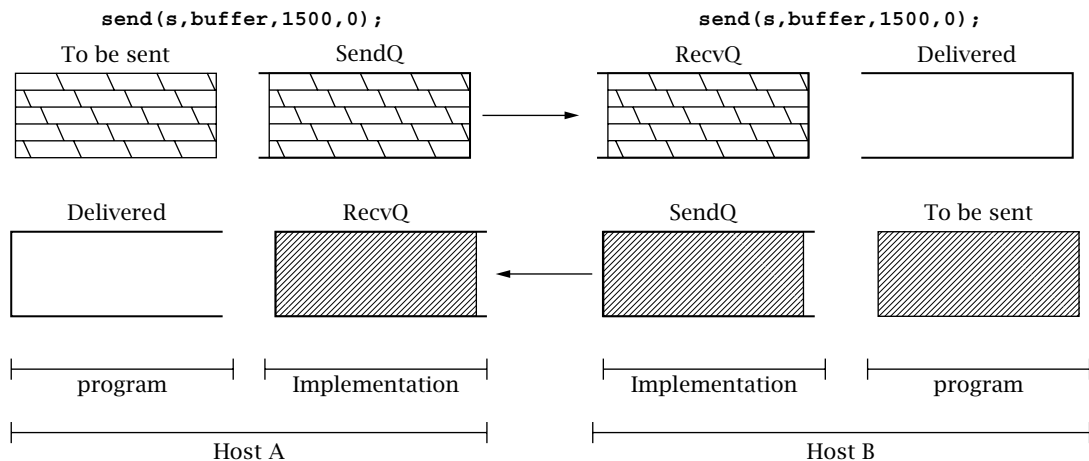 send(s,buffer,1500,0); send(s,buffer,1500,0);
To be sent SendQ RecvQ Delivered
Delivered RecvQ SendQ To be sent
program Implementation Implementation program
Host A Host B